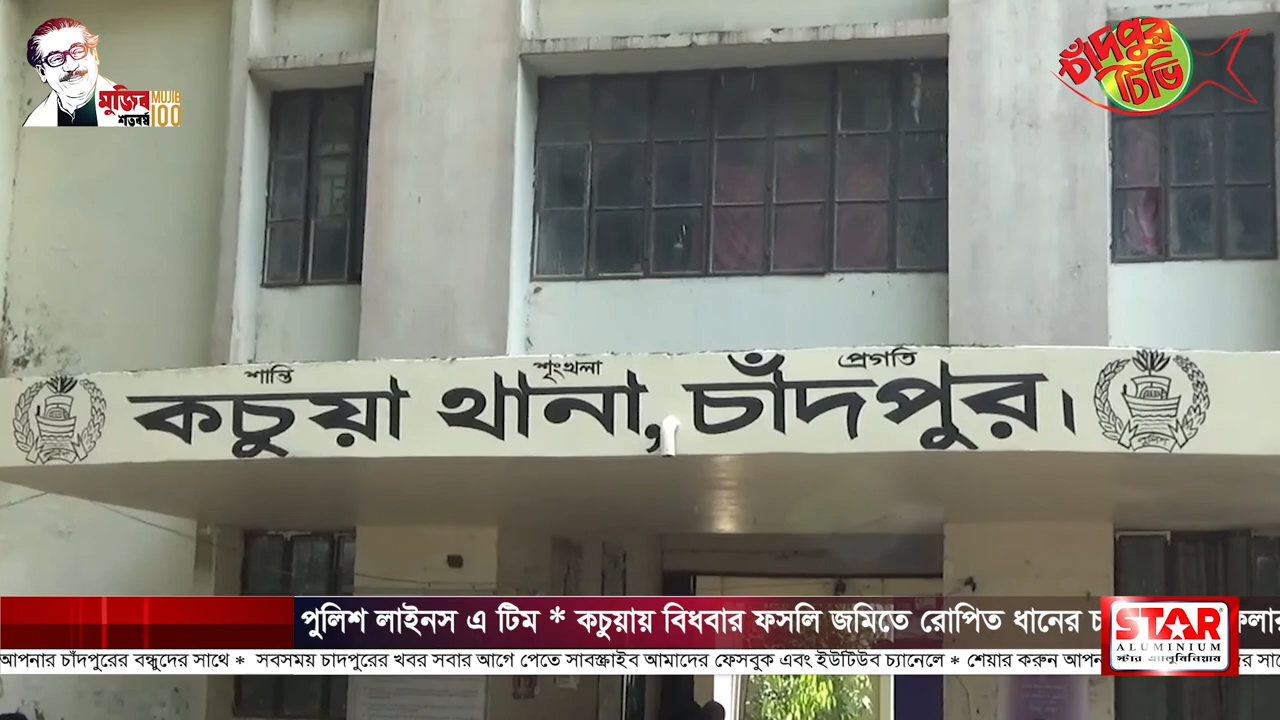 মুজিব MUJIB
শতবর্ষ 100
চাঁদপুর
টিভি
শান্তি শৃংখলা প্রগতি
কচুয়া থানা, চাঁদপুর।
পুলিশ
পুলিশ
পুলিশ লাইনস এ টিম * কচুয়ায় বিধবার ফসলি জমিতে রোপিত ধানের
STAR
ALUMINIUM
স্টার এ্যালুমিনিয়াম
আপনার চাঁদপুরের বন্ধুদের সাথে * সবসময় চাঁদপুরের খবর সবার আগে পেতে সাবস্ক্রাইব আমাদের ফেসবুক এবং ইউটিউব চ্যানেলে * শেয়ার করুন